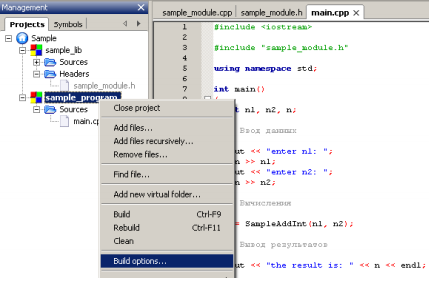 Management
Projects Symbols
Sample
sample_lib
Sources
Headers
sample_module.h
sample_program
Sources
main.cp
Close project
Add files...
Add files recursively...
Remove files...
Find file...
Add new virtual folder...
Build Ctrl-F9
Rebuild Ctrl-F11
Clean
Build options...
sample_module.cpp sample_module.h main.cpp
1 #include <iostream>
2
3 #include "sample_module.h"
4
5 using namespace std;
6
7 int main()
8 {
t n1, n2, n;
Ввод данных
ut << "enter n1: ";
n >> n1;
ut << "enter n2: ";
n >> n2;
Вычисления
= SampleAddInt(n1, n2);
Вывод результатов
ut << "the result is: " << n << endl;